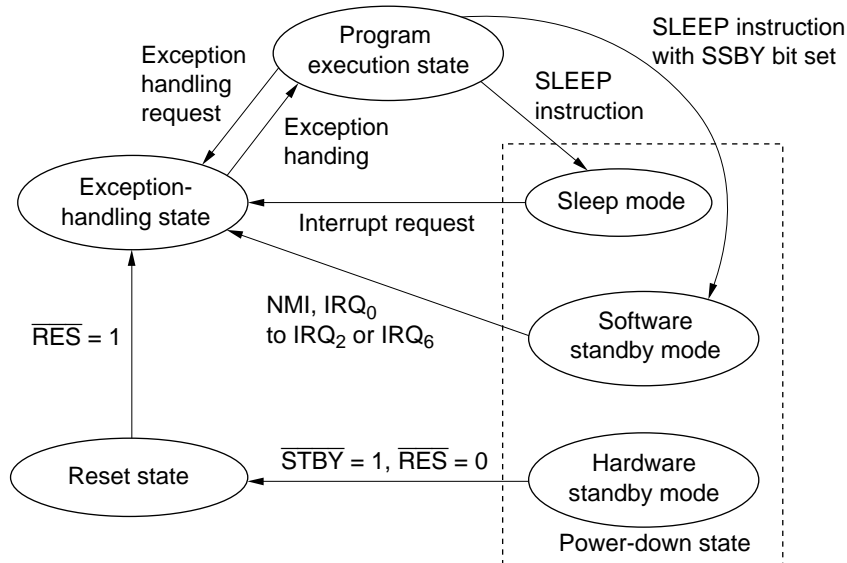 Program
execution state
SLEEP instruction
with SSBY bit set
Exception
handling
request
SLEEP
instruction
Exception
handing
Exception-
handling state
Sleep mode
Interrupt request
NMI, IRQ0
to IRQ2 or IRQ6
Software
standby mode
RES = 1
Reset state
STBY = 1, RES = 0
Hardware
standby mode
Power-down state